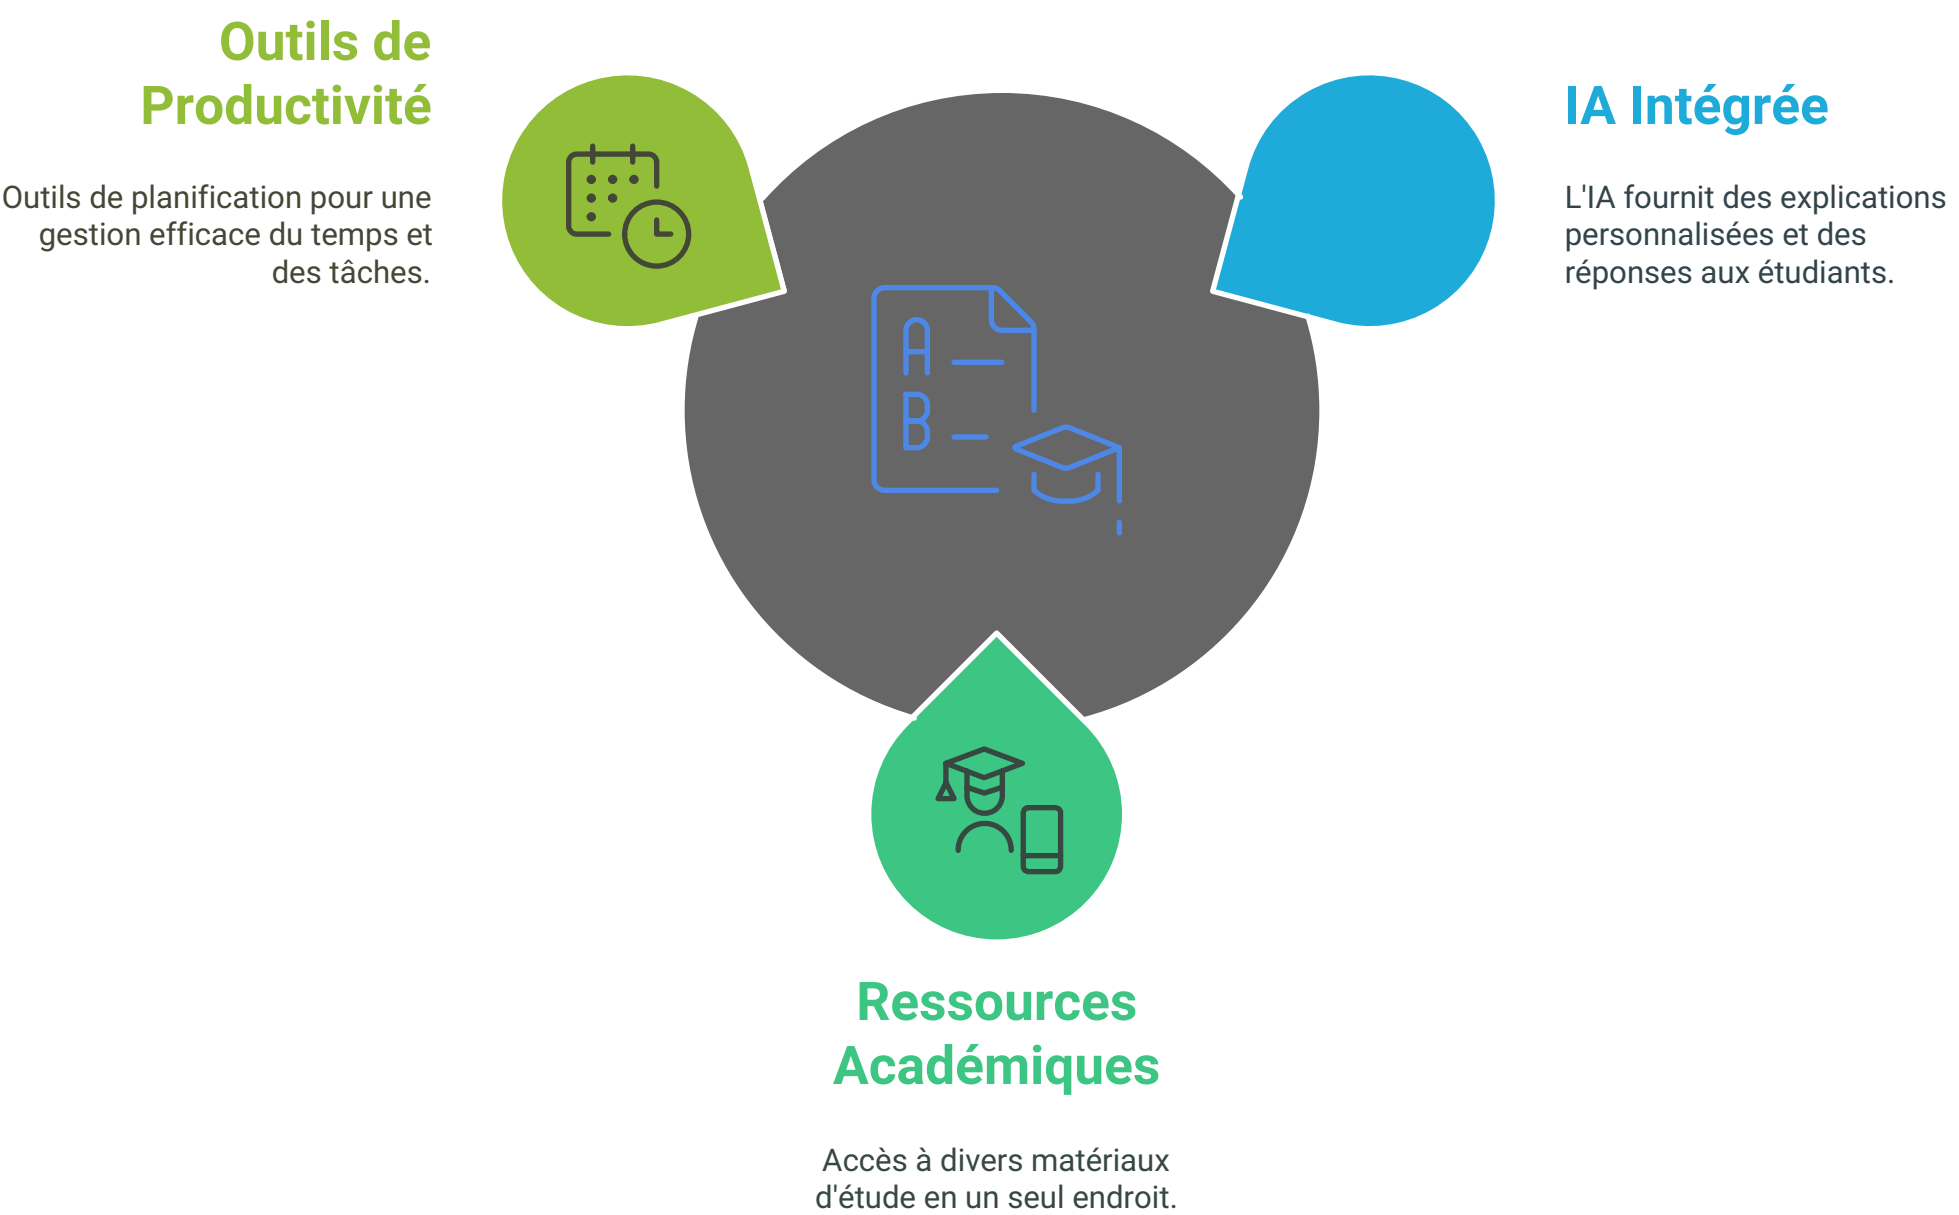 Outils de
Productivité
Outils de planification pour une
gestion efficace du temps et
des tâches.
IA Intégrée
L'IA fournit des explications
personnalisées et des
réponses aux étudiants.
A
B
Ressources
Académiques
Accès à divers matériaux
d'étude en un seul endroit.